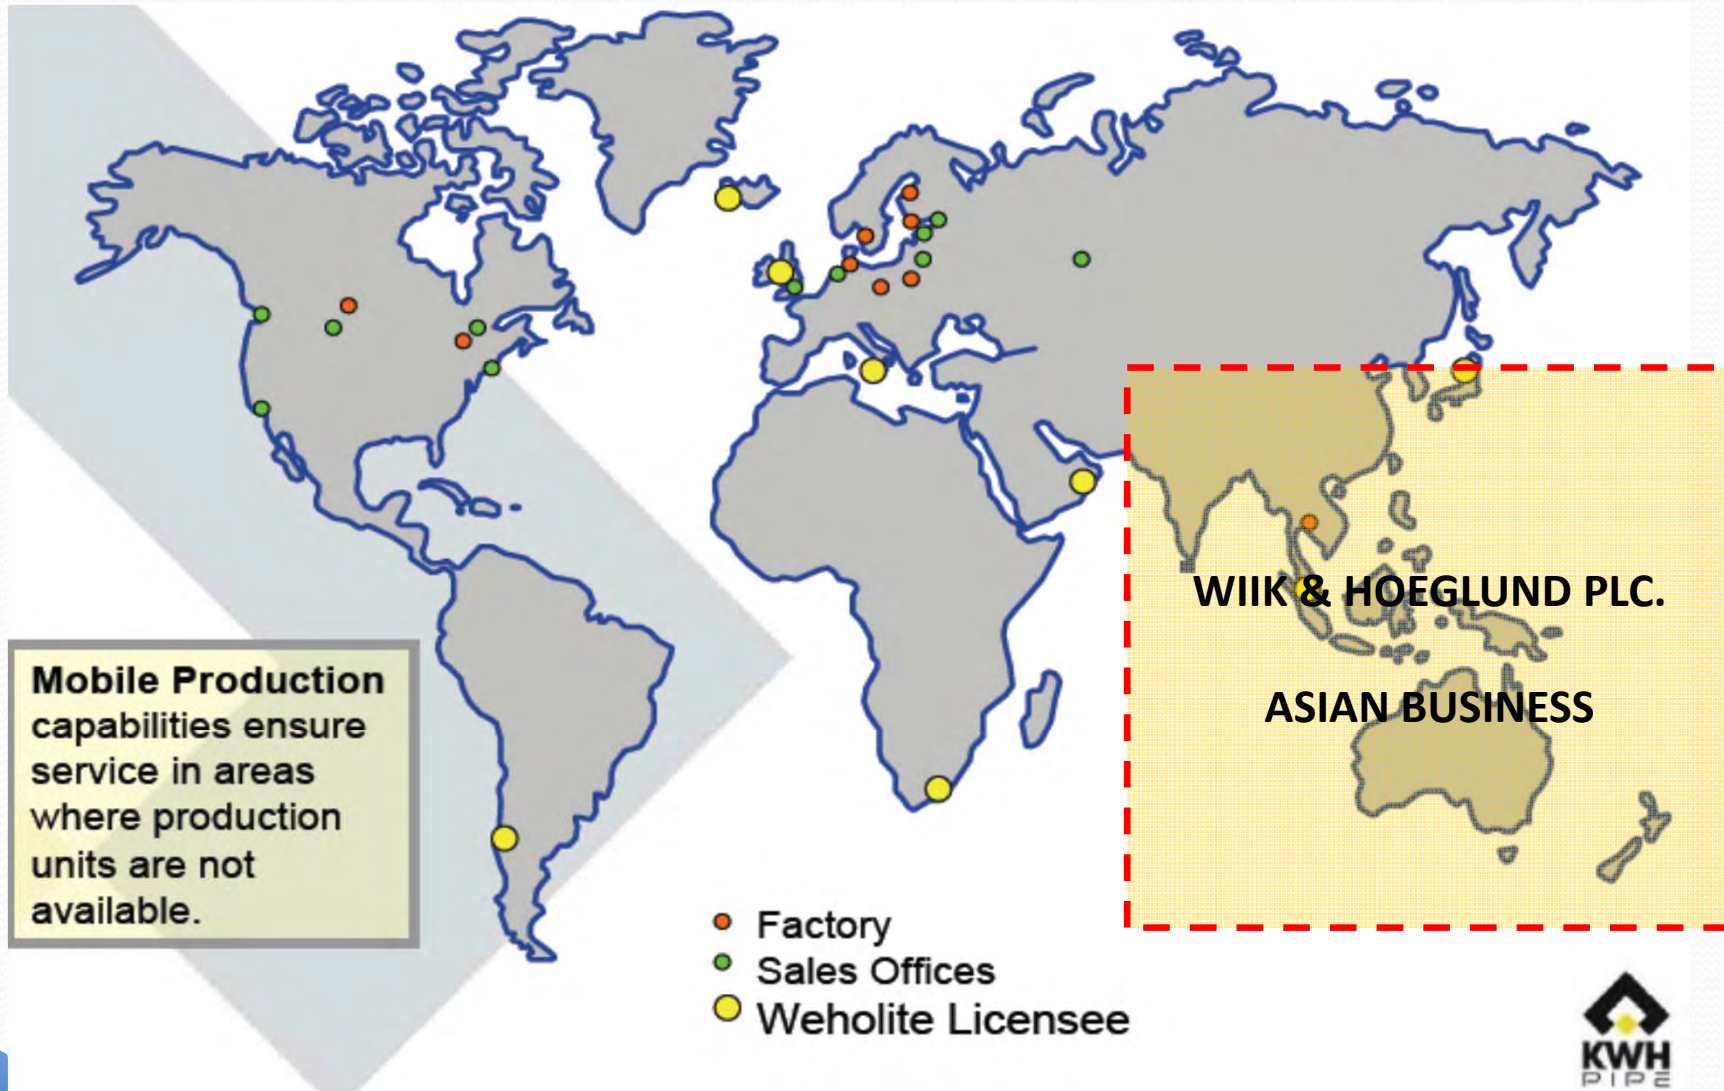 WIIK & HOEGLUND PLC.
ASIAN BUSINESS
Mobile Production
capabilities ensure
service in areas
where production
units are not
available.
Factory
Sales Offices
Weholite Licensee
KWH
PIPE